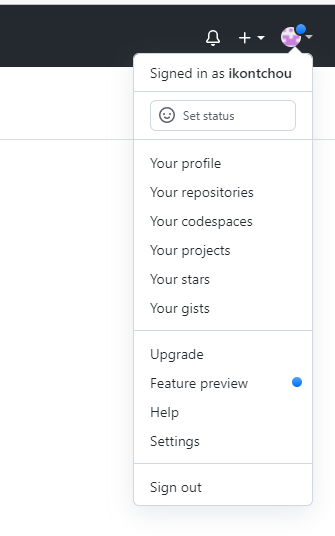 Signed in as ikontchou
Set status
Your profile
Your repositories
Your codespaces
Your projects
Your stars
Your gists
Upgrade
Feature preview
Help
Settings
Sign out